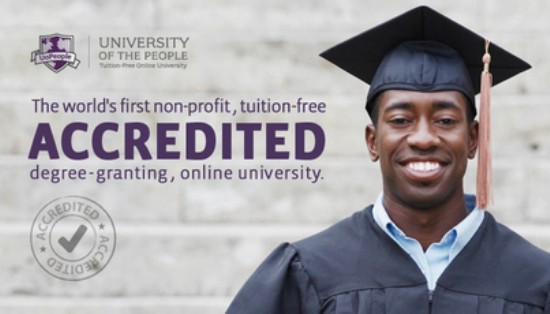 UoPeople
UNIVERSITY
OF THE PEOPLE
Tuition-Free Online University
The world's first non-profit, tuition-free
ACCREDITED
degree-granting, online university.
ACCREDITED
ACCREDITED